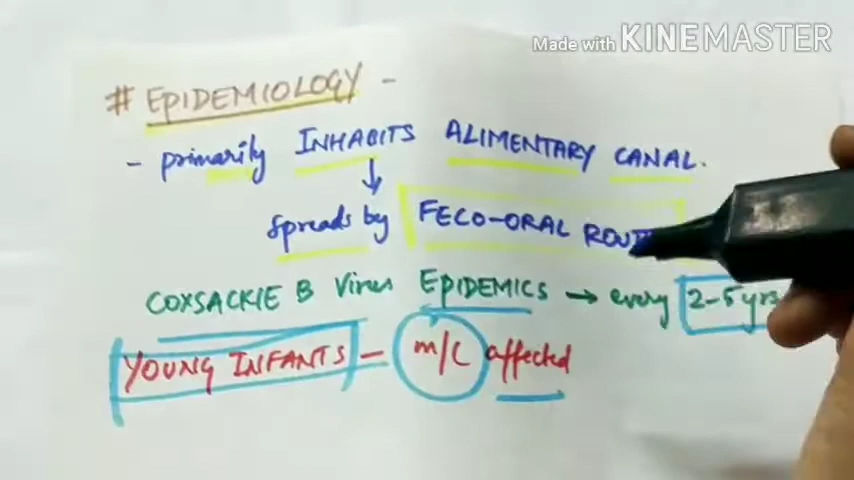 Made with KINEMASTER
# EPIDEMIOLOGY -
- primarily INHABITS ALIMENTARY CANAL.
↓
Spreads by FECO-ORAL
COXSACKIE B Virus EPIDEMICS → every 2-5 yrs
YOUNG INFANTS - m/c affected